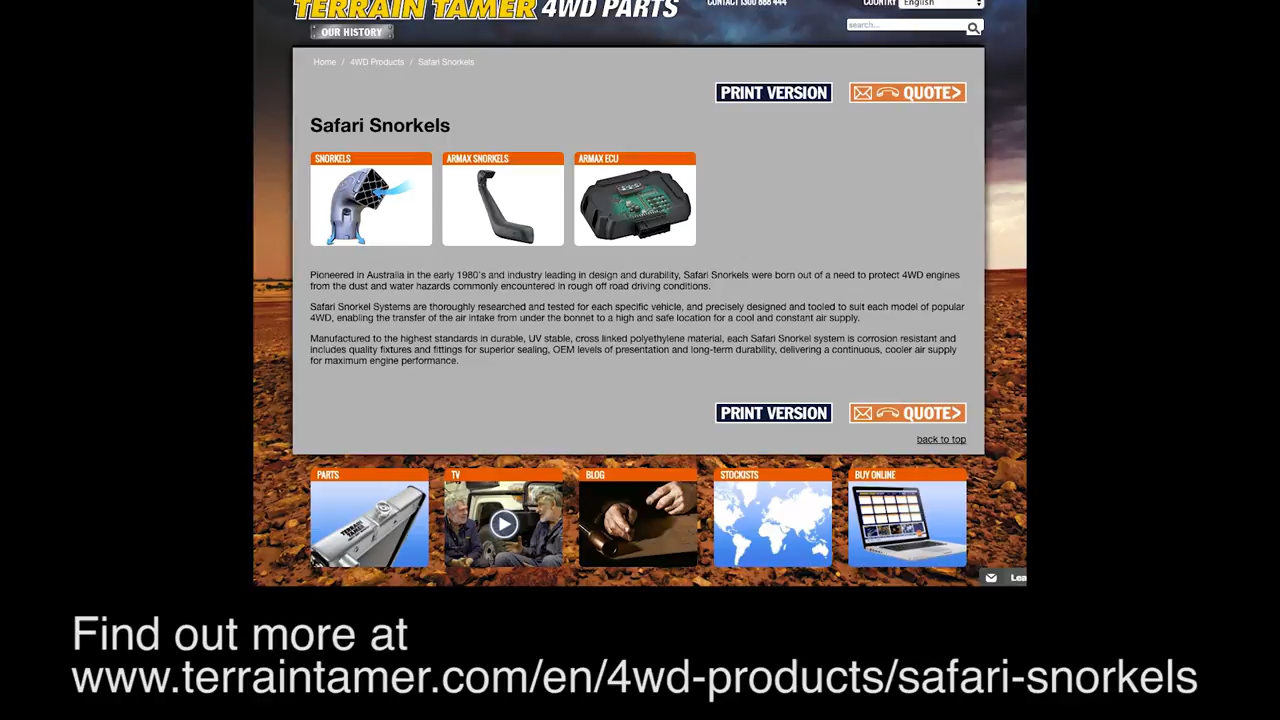 TERRAIN TAMER 4WD PARTS
CONTACT 1300 888 444
COUNTRY English
OUR HISTORY
search...
Home / 4WD Products / Safari Snorkels
PRINT VERSION
QUOTE>
Safari Snorkels
SNORKELS
ARMAX SNORKELS
ARMAX ECU
Pioneered in Australia in the early 1980's and industry leading in design and durability, Safari Snorkels were born out of a need to protect 4WD engines
from the dust and water hazards commonly encountered in rough off road driving conditions.
Safari Snorkel Systems are thoroughly researched and tested for each specific vehicle, and precisely designed and tooled to suit each model of popular
4WD, enabling the transfer of the air intake from under the bonnet to a high and safe location for a cool and constant air supply.
Manufactured to the highest standards in durable, UV stable, cross linked polyethylene material, each Safari Snorkel system is corrosion resistant and
includes quality fixtures and fittings for superior sealing, OEM levels of presentation and long-term durability, delivering a continuous, cooler air supply
for maximum engine performance.
PRINT VERSION
QUOTE>
back to top
PARTS
TV
BLOG
STOCKISTS
BUY ONLINE
TERRAIN
TAMER
Lea
Find out more at
www.terraintamer.com/en/4wd-products/safari-snorkels